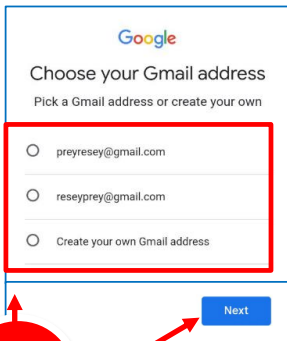 Google
Choose your Gmail address
Pick a Gmail address or create your own
preyresey@gmail.com
reseyprey@gmail.com
Create your own Gmail address
Next